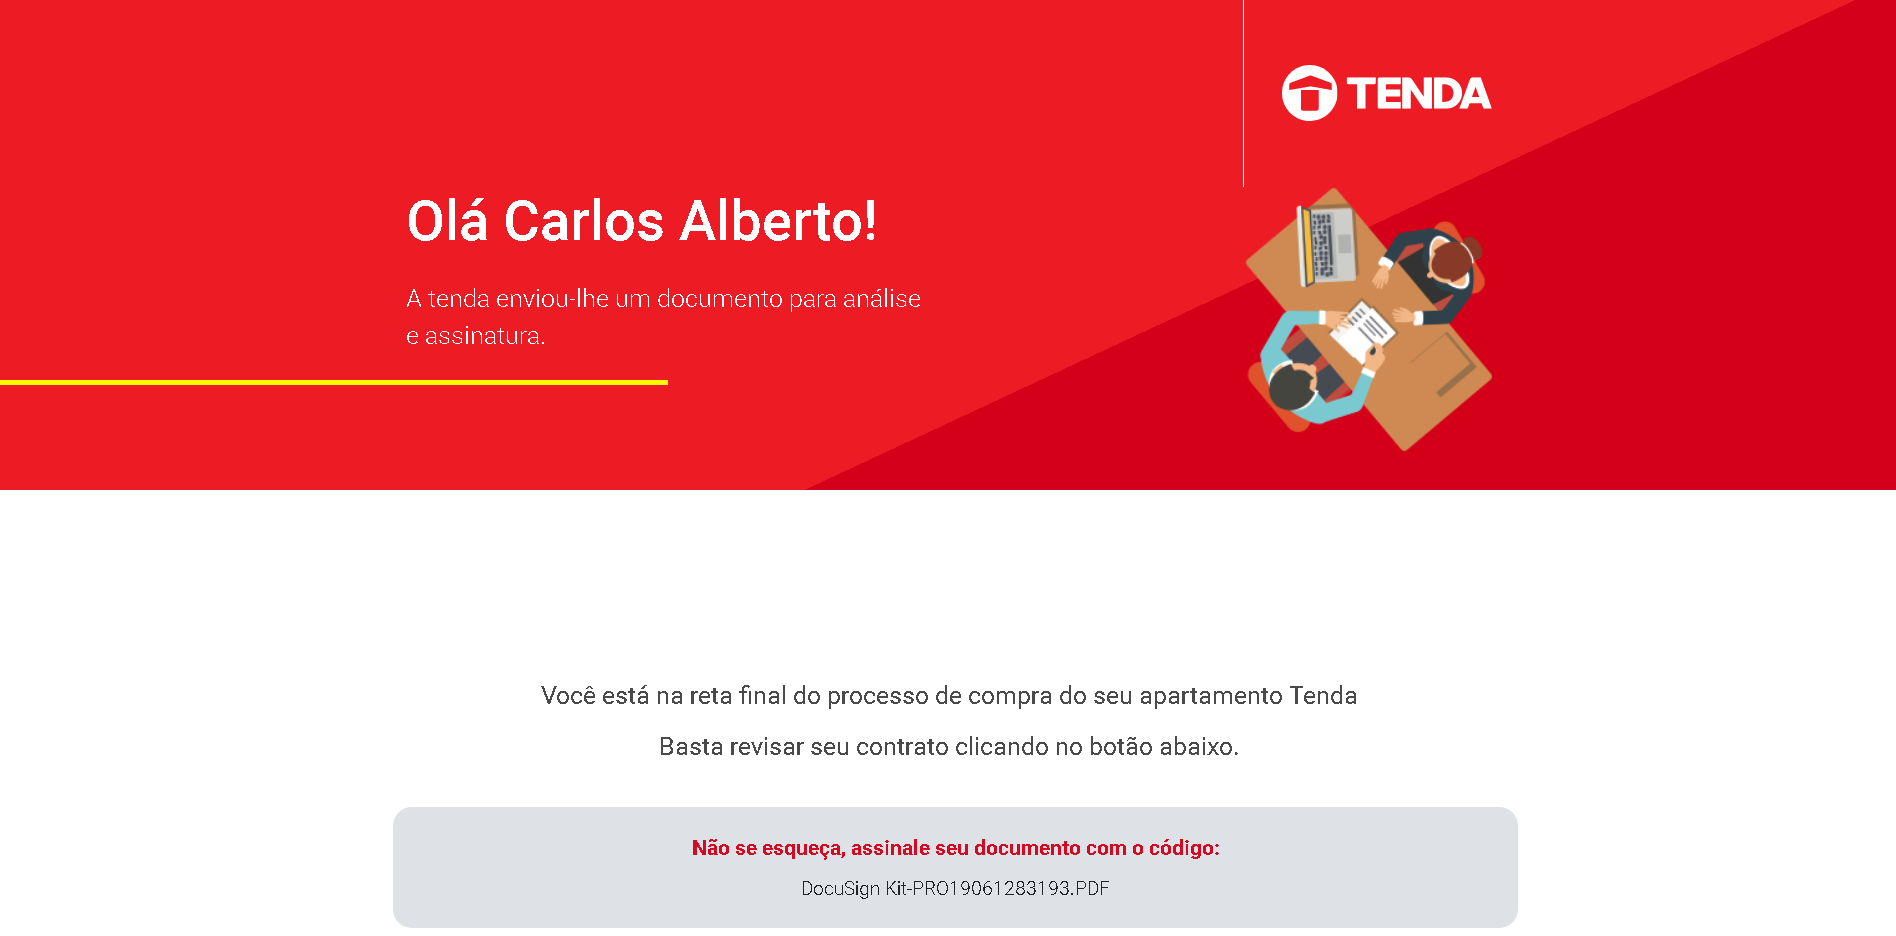 TENDA
Olá Carlos Alberto!
A tenda enviou-lhe um documento para análise
e assinatura.
Você está na reta final do processo de compra do seu apartamento Tenda
Basta revisar seu contrato clicando no botão abaixo.
Não se esqueça, assinale seu documento com o código:
DocuSign Kit-PRO19061283193.PDF